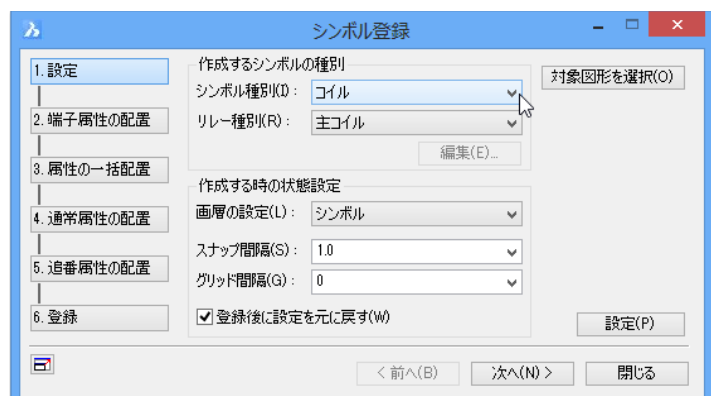 シンボル登録
1. 設定
2. 端子属性の配置
3. 属性の一括配置
4. 通常属性の配置
5. 追番属性の配置
6. 登録
作成するシンボルの種別
シンボル種別(I)： コイル
リレー種別(R)： 主コイル
編集(E)...
作成する時の状態設定
画層の設定(L)： シンボル
スナップ間隔(S)： 1.0
グリッド間隔(G)： 0
登録後に設定を元に戻す(W)
対象図形を選択(O)
設定(P)
< 前へ(B)
次へ(N) >
閉じる